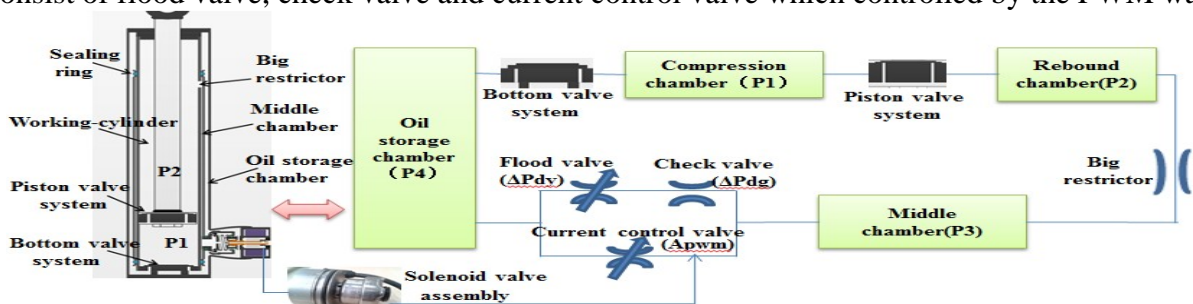 onsist of flood valve, check valve and current control valve which controlled by the PWM wa
Sealing
ring
Big
restrictor
Middle
chamber
Working-cylinder
Oil storage
chamber
P2
Piston valve
system
Bottom valve
system
P1
Oil
storage
chamber
(P4)
Bottom valve
system
Compression
chamber (P1)
Piston valve
system
Rebound
chamber(P2)
Flood valve
(ΔPdv)
Check valve
(ΔPdg)
Big
restrictor
Current control valve
(Apwm)
Middle
chamber(P3)
Solenoid valve
assembly